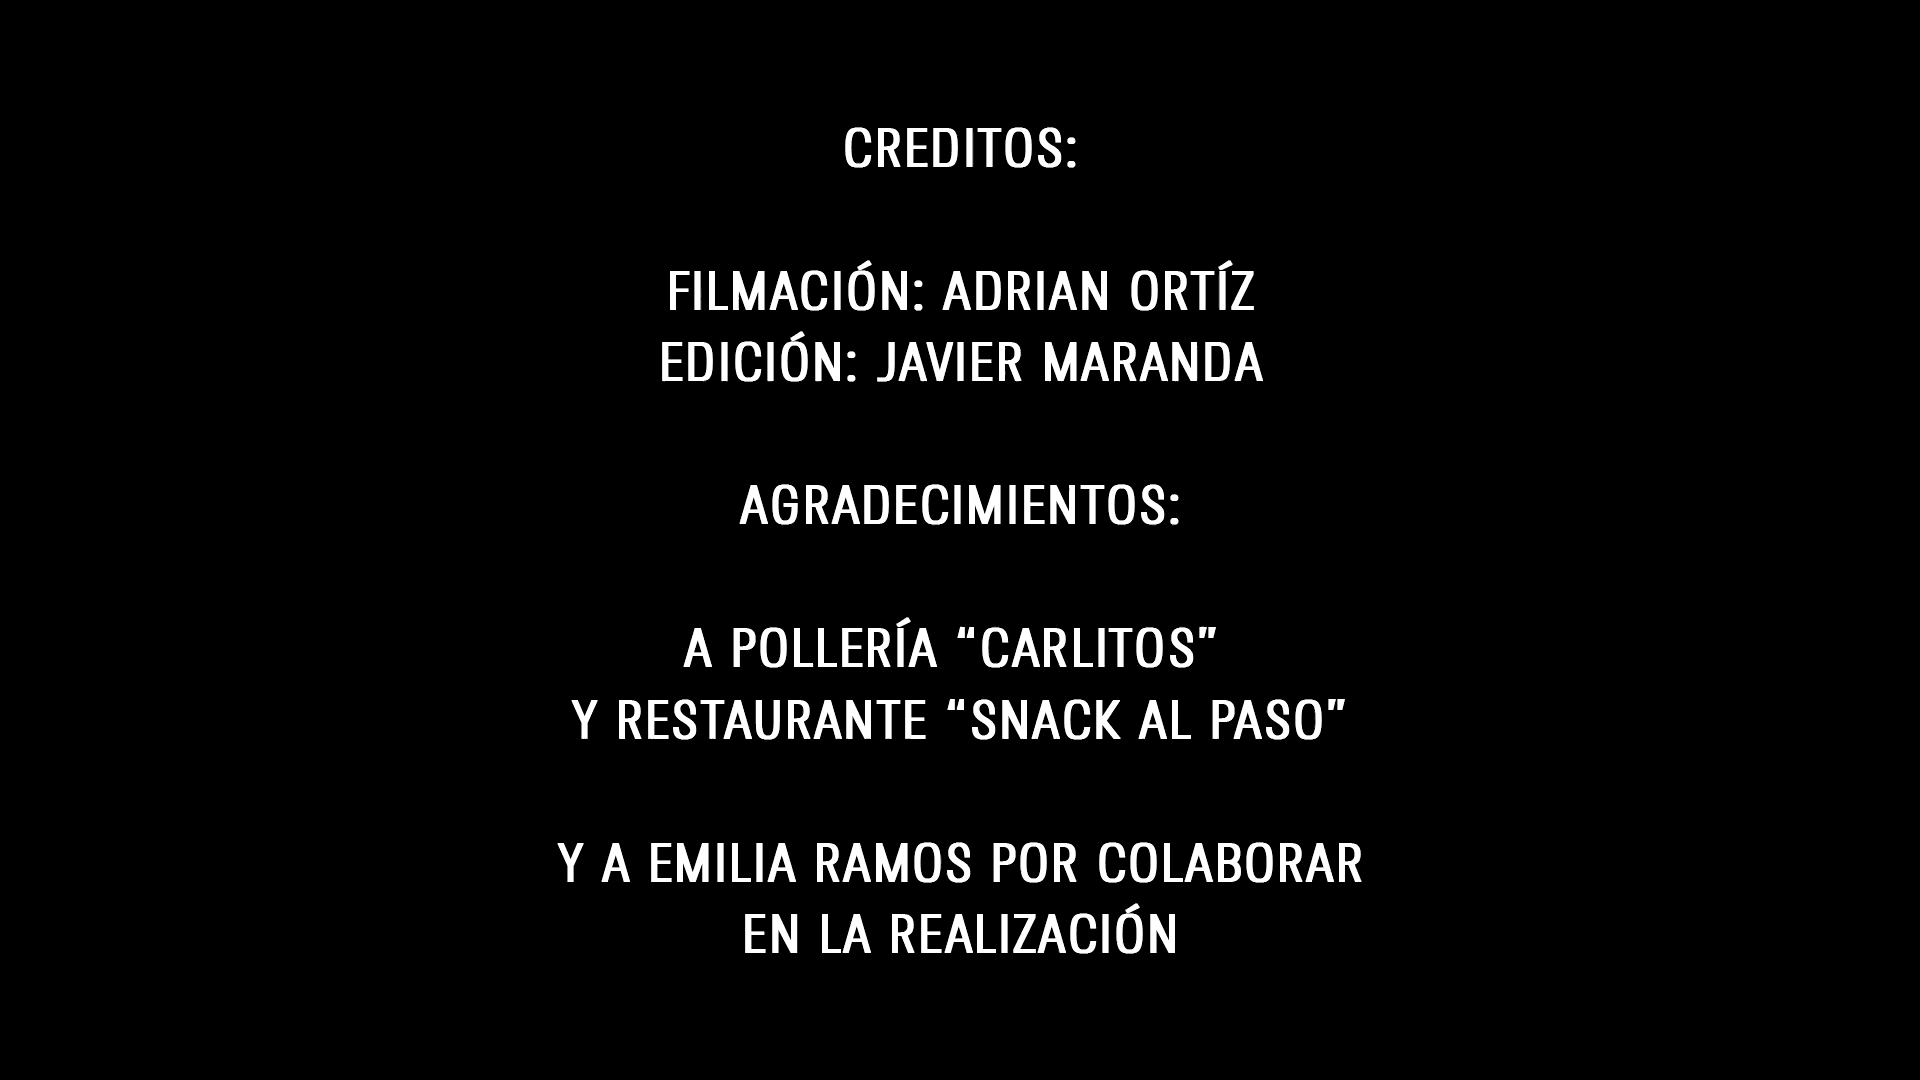 CREDITOS:
FILMACIÓN: ADRIAN ORTÍZ
EDICIÓN: JAVIER MARANDA
AGRADECIMIENTOS:
A POLLERÍA “CARLITOS”
Y RESTAURANTE “SNACK AL PASO”
Y A EMILIA RAMOS POR COLABORAR
EN LA REALIZACIÓN